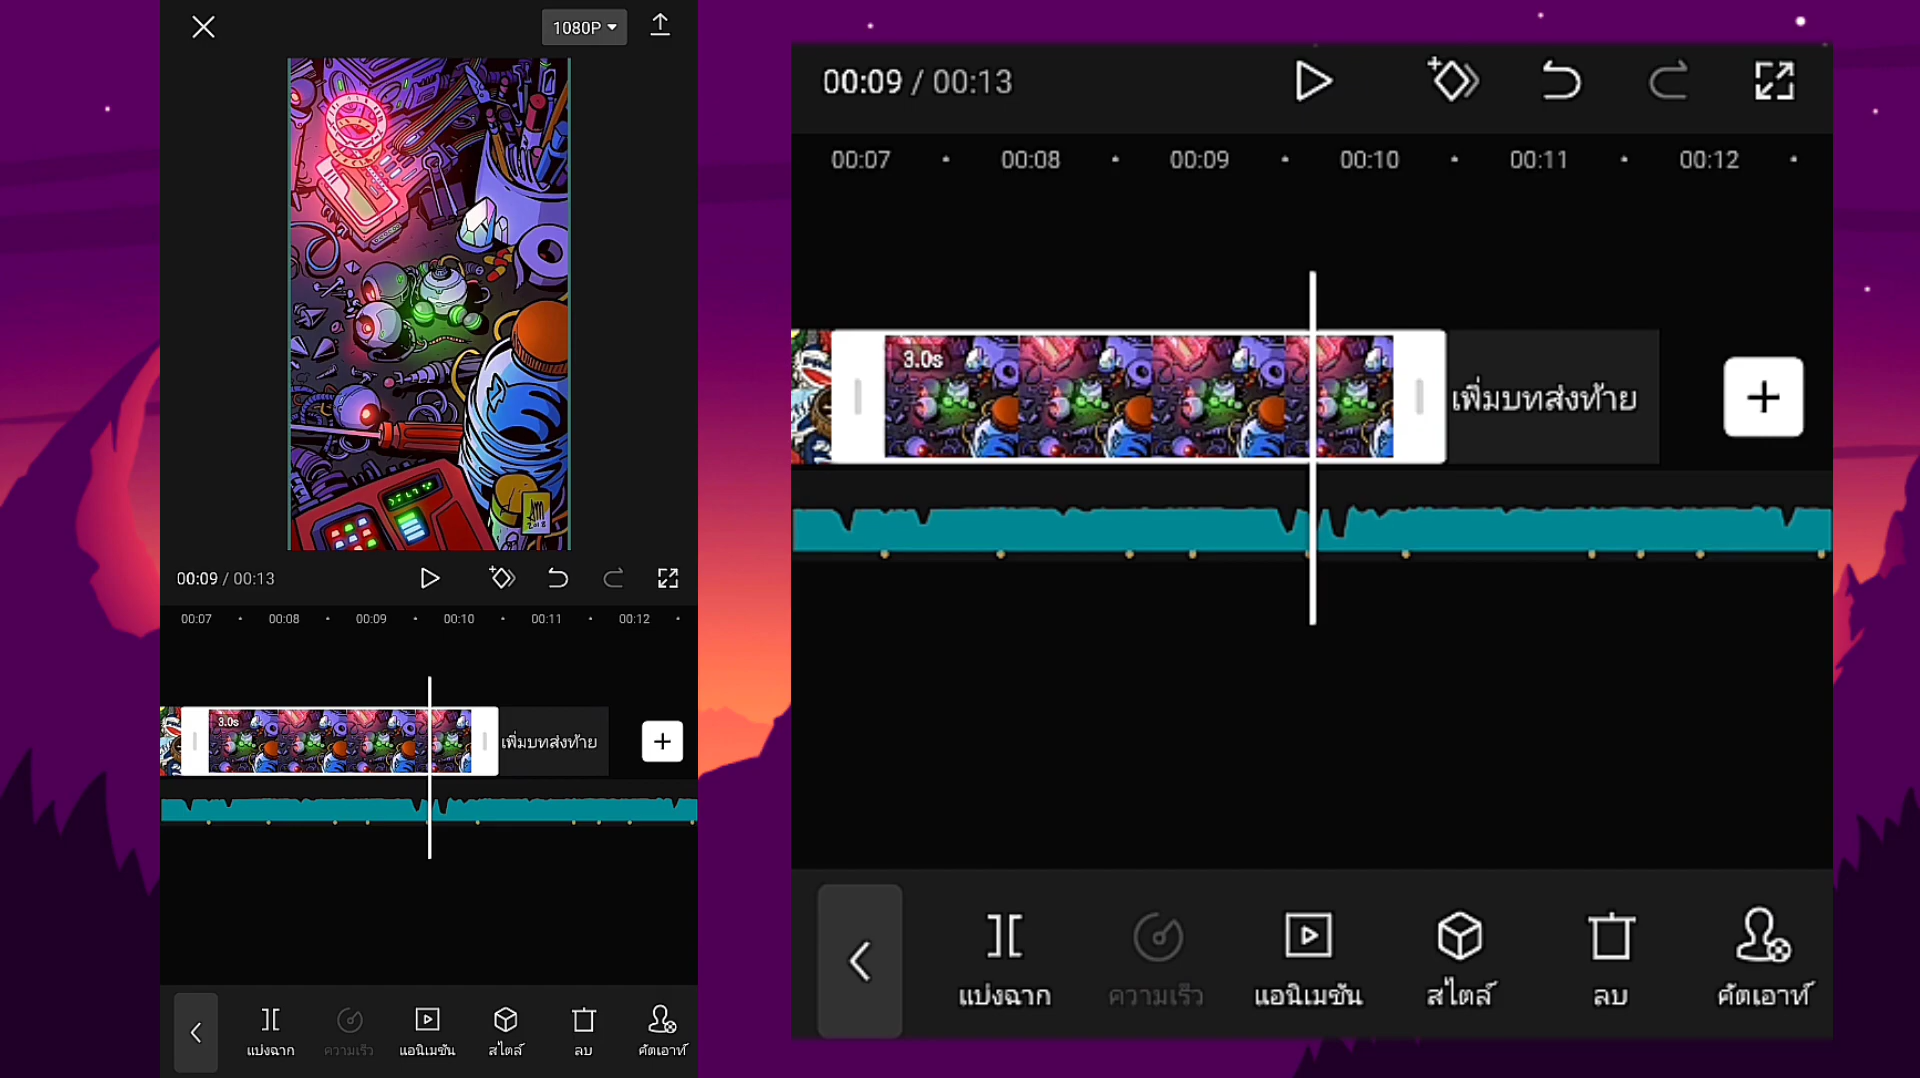 1080P
AM
2018
00:09 / 00:13
00:07 00:08 00:09 00:10 00:11 00:12
3.0s
เพิ่มบทส่งท้าย
แบ่งฉาก ความเร็ว แอนิเมชัน สไตล์ ลบ คัตเอาท์
00:09 / 00:13
00:07 00:08 00:09 00:10 00:11 00:12
3.0s
เพิ่มบทส่งท้าย
แบ่งฉาก ความเร็ว แอนิเมชัน สไตล์ ลบ คัตเอาท์